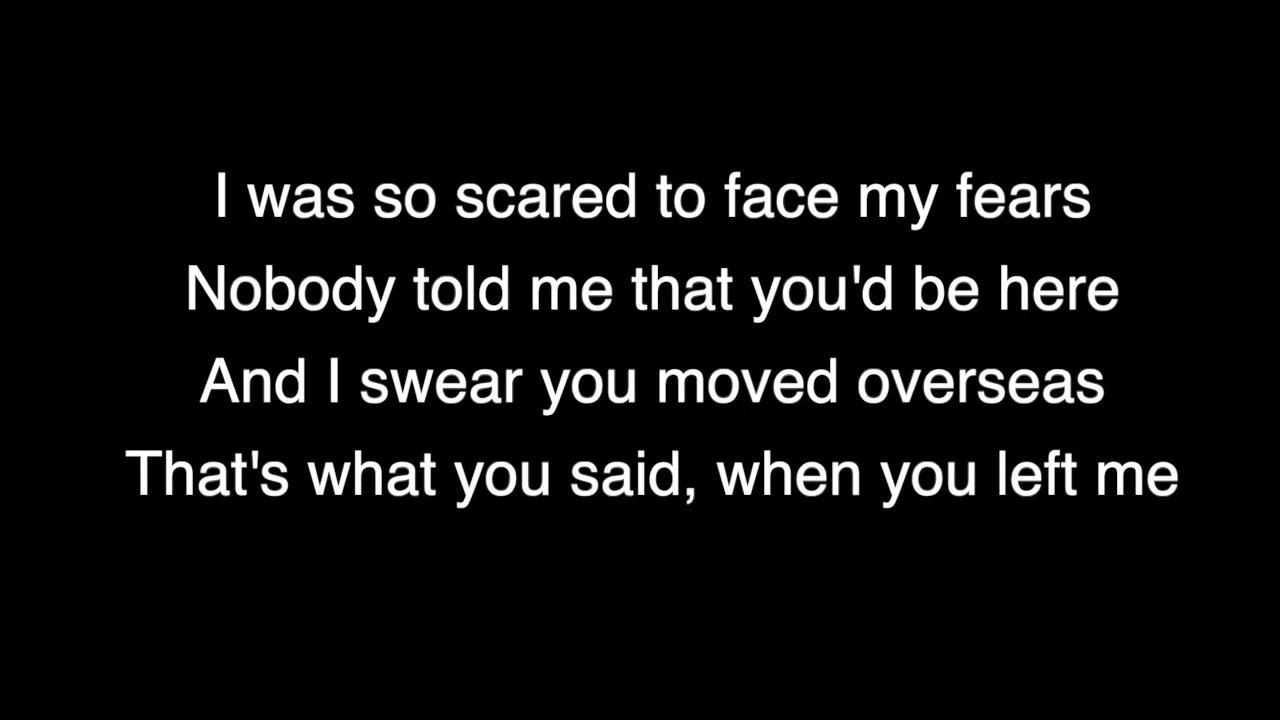 I was so scared to face my fears
Nobody told me that you'd be here
And I swear you moved overseas
That's what you said, when you left me